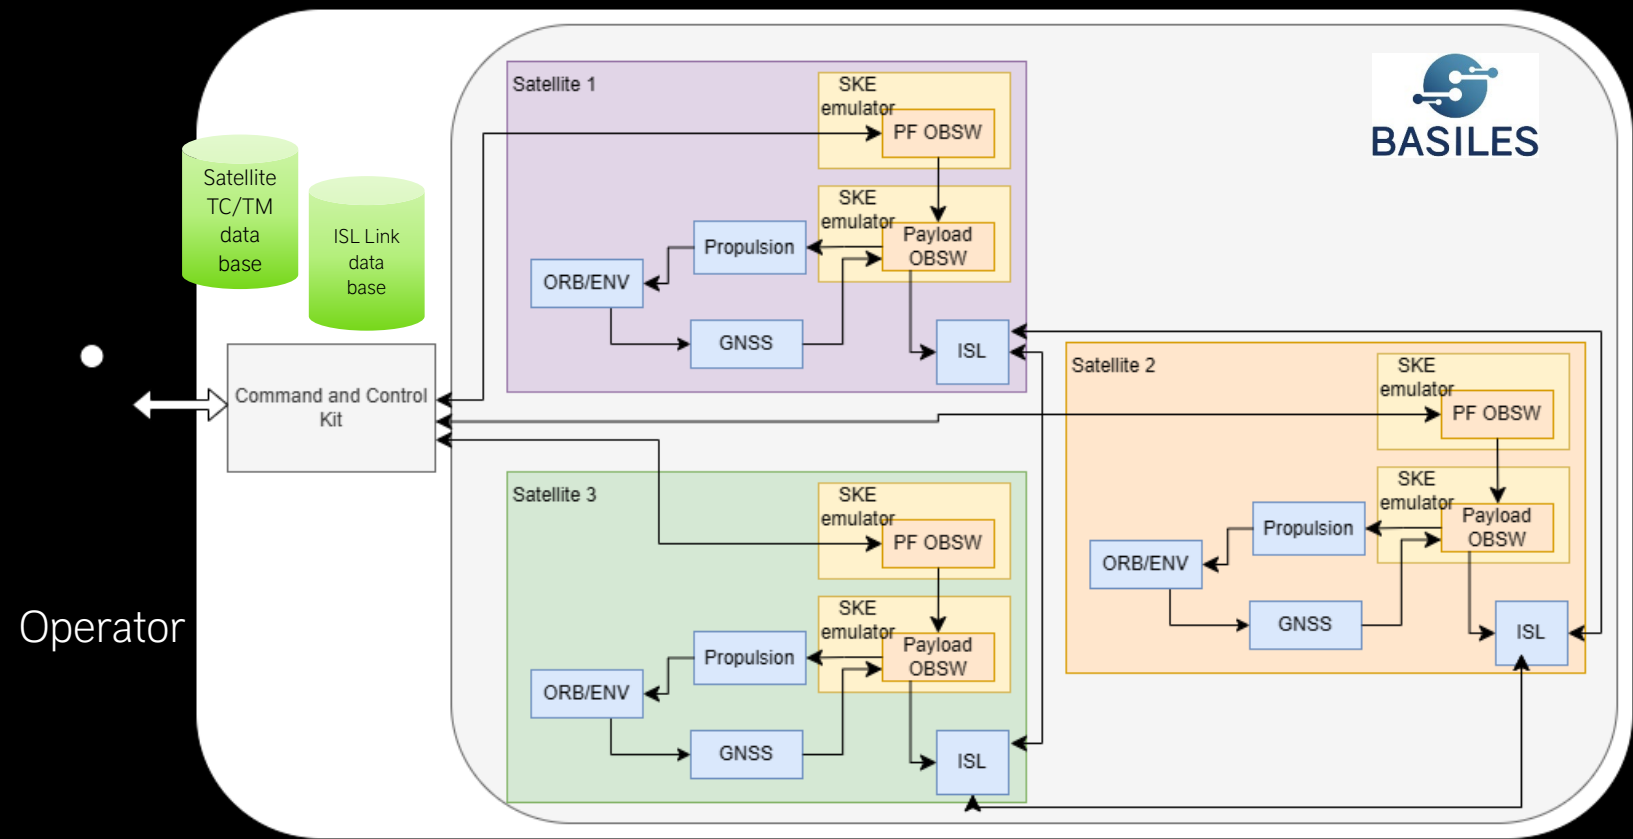 BASILES
Satellite
TC/TM
data
base
ISL Link
data
base
Operator
Command and Control
Kit
Satellite 1
SKE
emulator
PF OBSW
SKE
emulator
Payload
OBSW
Propulsion
ORB/ENV
GNSS
ISL
Satellite 2
SKE
emulator
PF OBSW
SKE
emulator
Payload
OBSW
Propulsion
ORB/ENV
GNSS
ISL
Satellite 3
SKE
emulator
PF OBSW
SKE
emulator
Payload
OBSW
Propulsion
ORB/ENV
GNSS
ISL